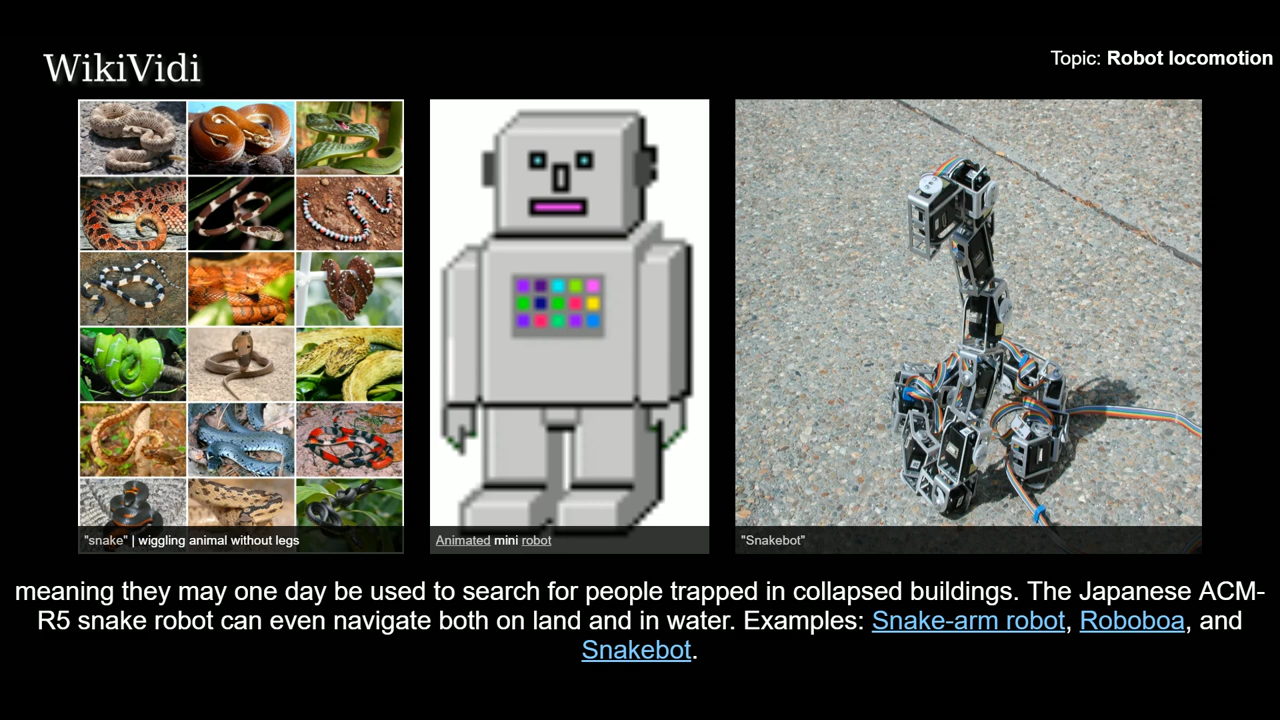 WikiVidi
Topic: Robot locomotion
"snake" | wiggling animal without legs
Animated mini robot
"Snakebot"
meaning they may one day be used to search for people trapped in collapsed buildings. The Japanese ACM-
R5 snake robot can even navigate both on land and in water. Examples: Snake-arm robot, Roboboa, and
Snakebot.